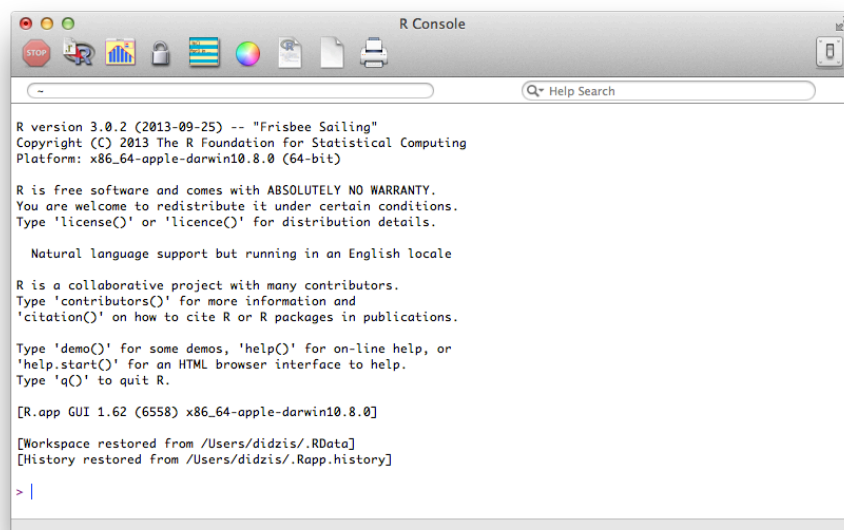 R Console
STOP
~
Help Search
R version 3.0.2 (2013-09-25) -- "Frisbee Sailing"
Copyright (C) 2013 The R Foundation for Statistical Computing
Platform: x86_64-apple-darwin10.8.0 (64-bit)
R is free software and comes with ABSOLUTELY NO WARRANTY.
You are welcome to redistribute it under certain conditions.
Type 'license()' or 'licence()' for distribution details.
Natural language support but running in an English locale
R is a collaborative project with many contributors.
Type 'contributors()' for more information and
'citation()' on how to cite R or R packages in publications.
Type 'demo()' for some demos, 'help()' for on-line help, or
'help.start()' for an HTML browser interface to help.
Type 'q()' to quit R.
[R.app GUI 1.62 (6558) x86_64-apple-darwin10.8.0]
[Workspace restored from /Users/didzis/.RData]
[History restored from /Users/didzis/.Rapp.history]
>